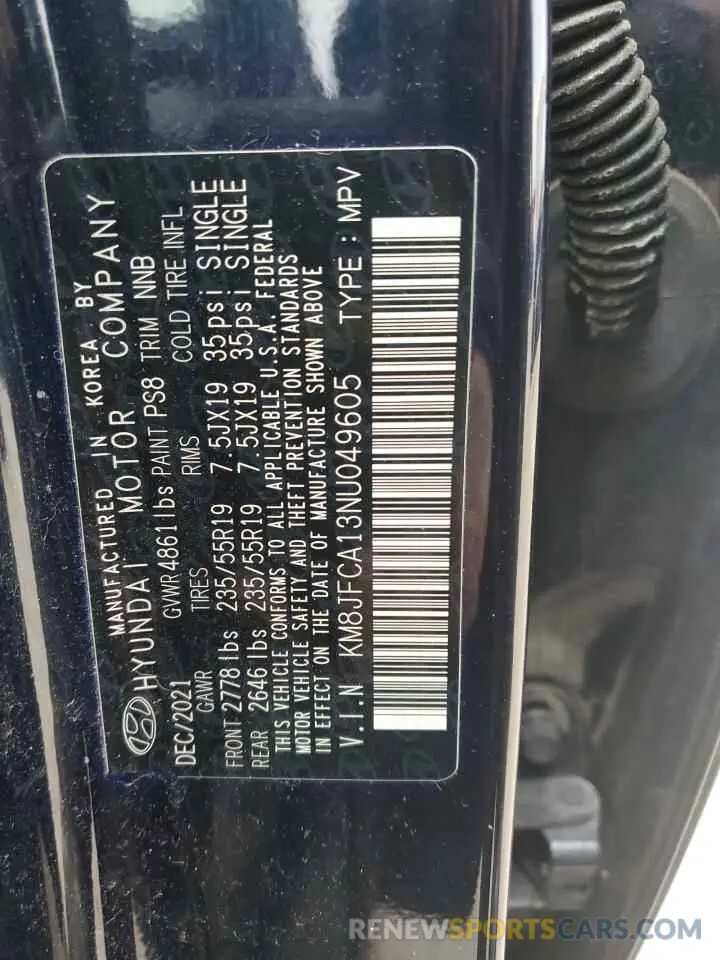 MANUFACTURED IN KOREA BY
HYUNDAI MOTOR COMPANY
DEC/2021 GVWR 4861 lbs PAINT PS8 TRIM NNB
GAWR TIRES RIMS COLD TIRE INFL
FRONT 2778 lbs 235/55R19 7.5JX19 35psi SINGLE
REAR 2646 lbs 235/55R19 7.5JX19 35psi SINGLE
THIS VEHICLE CONFORMS TO ALL APPLICABLE U.S.A. FEDERAL
MOTOR VEHICLE SAFETY AND THEFT PREVENTION STANDARDS
IN EFFECT ON THE DATE OF MANUFACTURE SHOWN ABOVE
V.I.N KM8JFCA13NU049605 TYPE : MPV
RENEWSPORTSCARS.COM